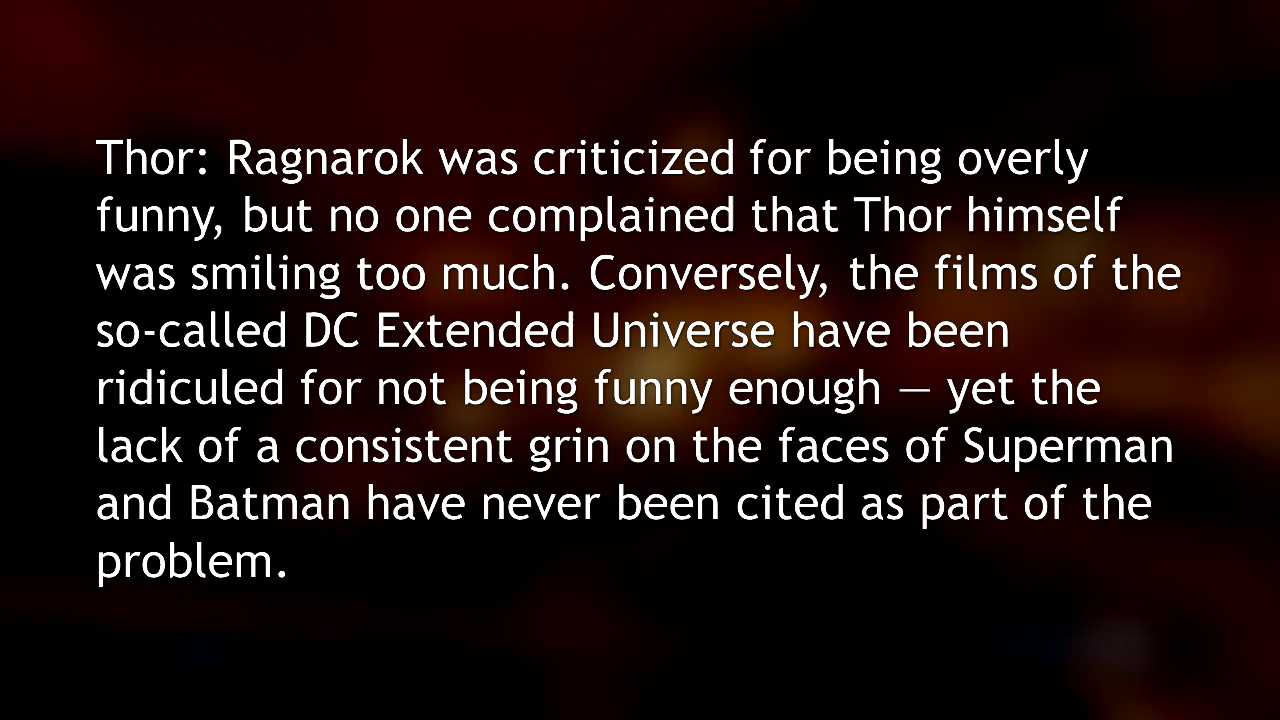 Thor: Ragnarok was criticized for being overly
funny, but no one complained that Thor himself
was smiling too much. Conversely, the films of the
so-called DC Extended Universe have been
ridiculed for not being funny enough — yet the
lack of a consistent grin on the faces of Superman
and Batman have never been cited as part of the
problem.